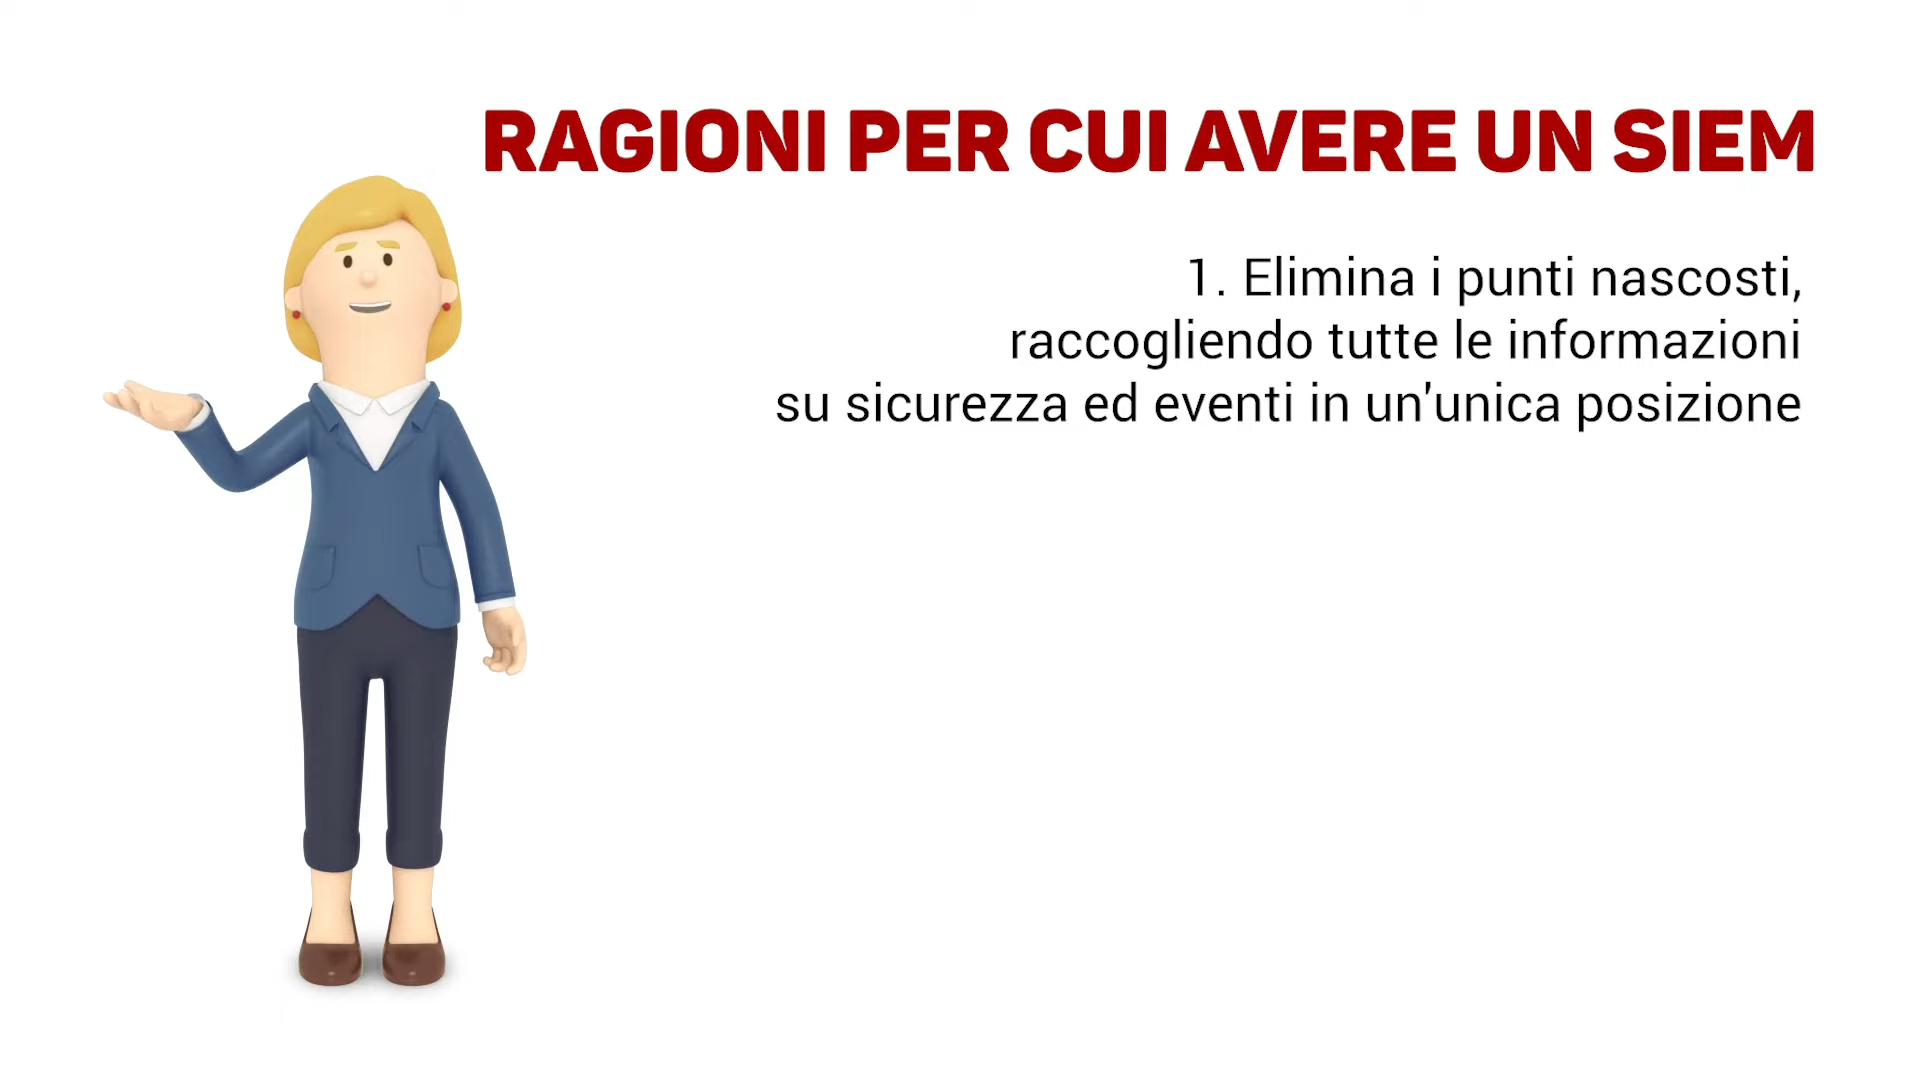 RAGIONI PER CUI AVERE UN SIEM
1. Elimina i punti nascosti,
raccogliendo tutte le informazioni
su sicurezza ed eventi in un'unica posizione